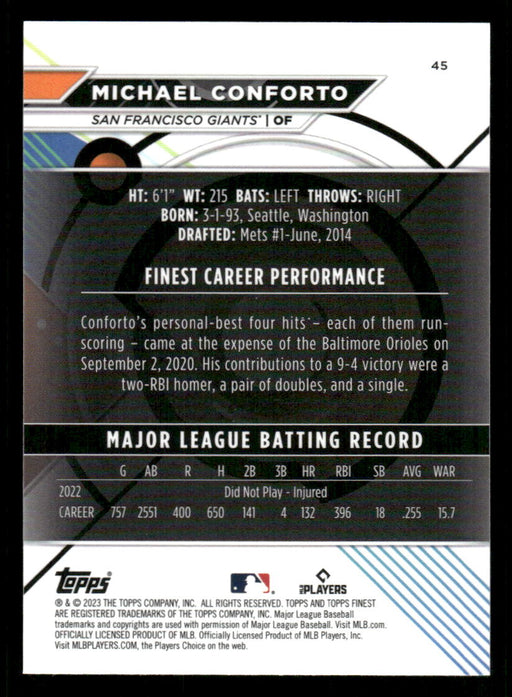 45
MICHAEL CONFORTO
SAN FRANCISCO GIANTS™ | OF
HT: 6'1" WT: 215 BATS: LEFT THROWS: RIGHT
BORN: 3-1-93, Seattle, Washington
DRAFTED: Mets #1-June, 2014
FINEST CAREER PERFORMANCE
Conforto's personal-best four hits – each of them run-
scoring – came at the expense of the Baltimore Orioles on
September 2, 2020. His contributions to a 9-4 victory were a
two-RBI homer, a pair of doubles, and a single.
MAJOR LEAGUE BATTING RECORD
G AB R H 2B 3B HR RBI SB AVG WAR
2022 Did Not Play - Injured
CAREER 757 2551 400 650 141 4 132 396 18 .255 15.7
Topps MLB PLAYERS
® & © 2023 THE TOPPS COMPANY, INC. ALL RIGHTS RESERVED. TOPPS AND TOPPS FINEST
ARE REGISTERED TRADEMARKS OF THE TOPPS COMPANY, INC. Major League Baseball
trademarks and copyrights are used with permission of Major League Baseball. Visit MLB.com.
OFFICIALLY LICENSED PRODUCT OF MLB. Officially Licensed Product of MLB Players, Inc.
Visit MLBPLAYERS.COM, the Players Choice on the web.